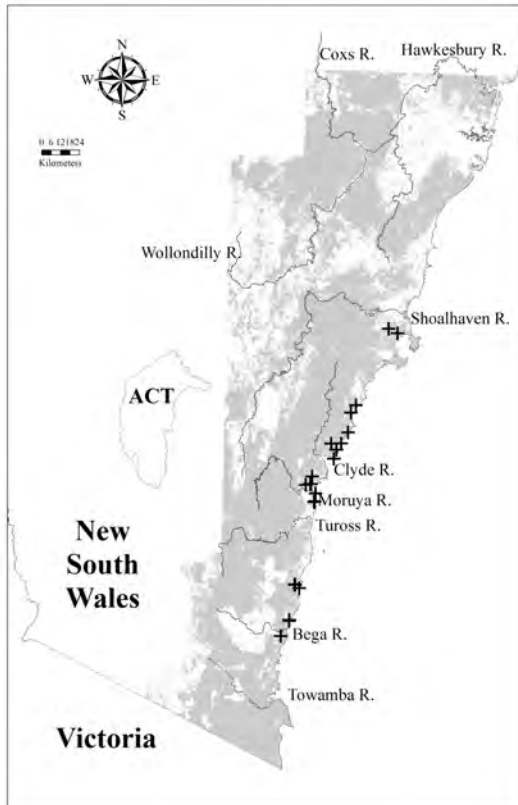 Coxs R.
Hawkesbury R.
N
W
E
S
0 6 121824
Kilometers
Wollondilly R.
Shoalhaven R.
ACT
Clyde R.
Moruya R.
Tuross R.
New
South
Wales
Bega R.
Towamba R.
Victoria